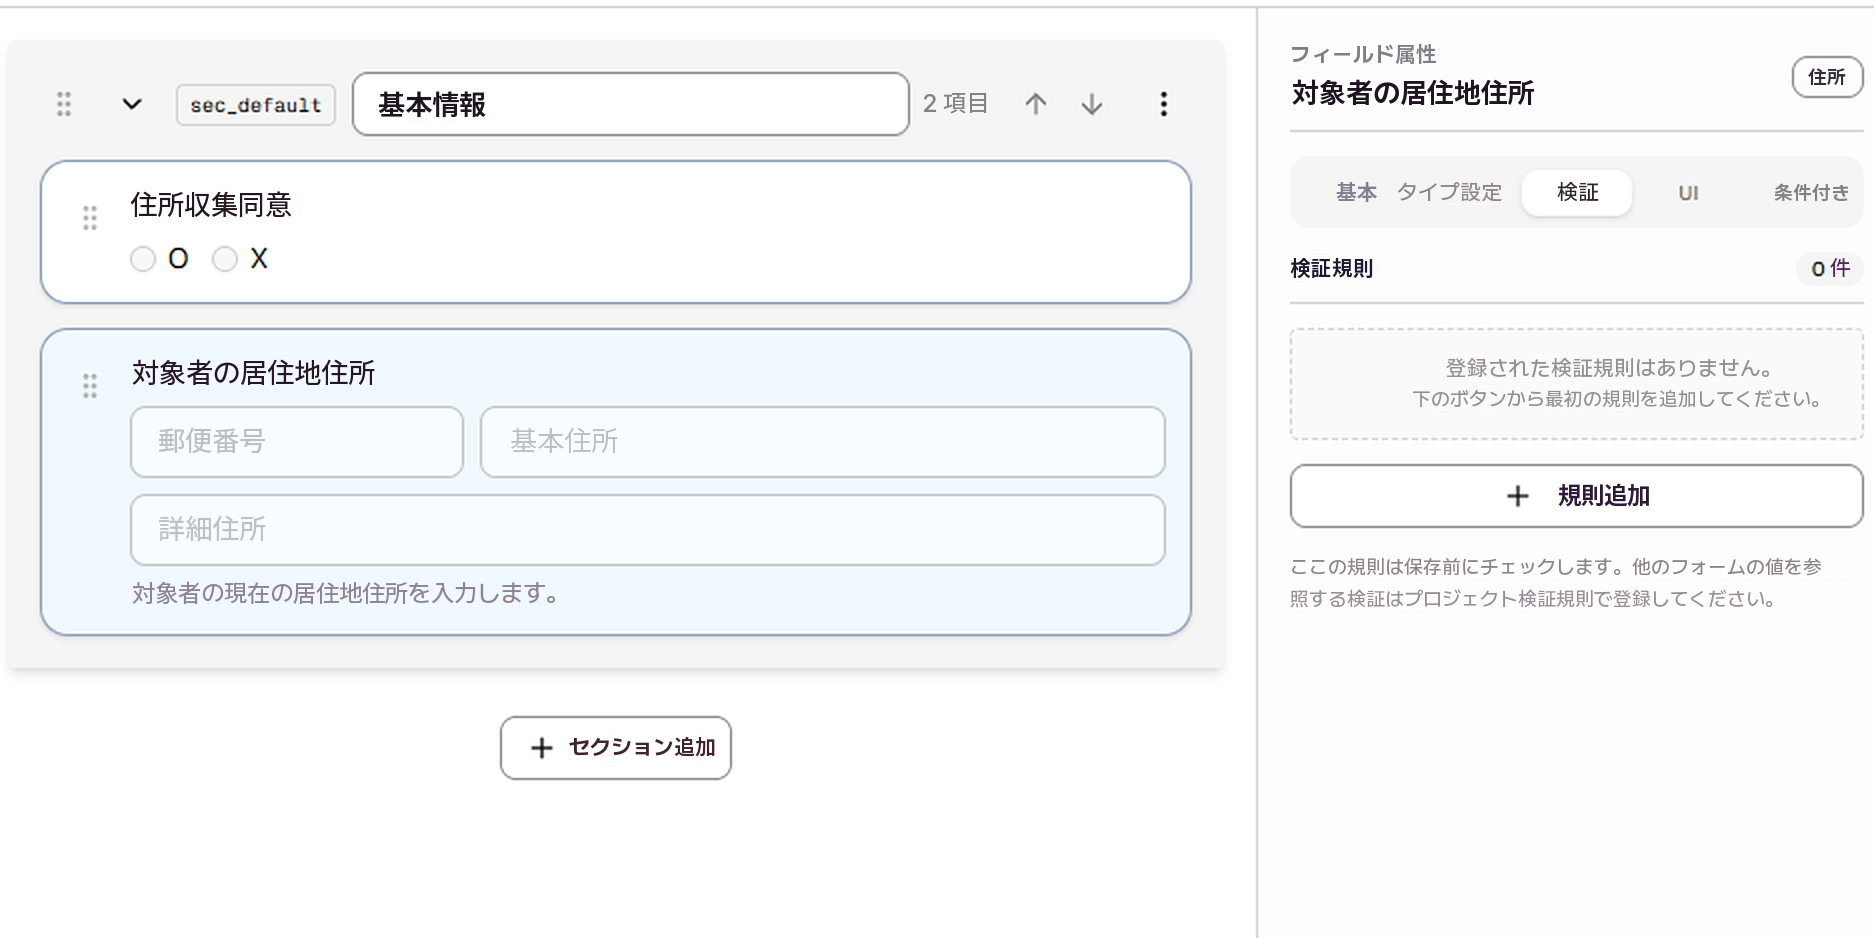 sec_default
基本情報
2 項目
住所収集同意
O X
対象者の居住地住所
郵便番号
基本住所
詳細住所
対象者の現在の居住地住所を入力します。
セクション追加
フィールド属性
対象者の居住地住所
住所
基本 タイプ設定 検証 UI 条件付き
検証規則
0 件
登録された検証規則はありません。
下のボタンから最初の規則を追加してください。
規則追加
ここの規則は保存前にチェックします。他のフォームの値を参
照する検証はプロジェクト検証規則で登録してください。